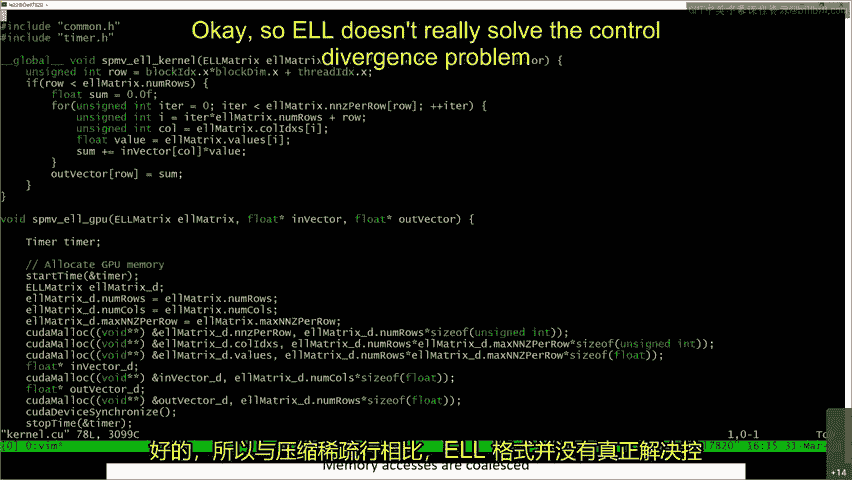 Okay, so ELL doesn't really solve the control
divergence problem
#include "common.h"
#include "timer.h"
__global__ void spmv_ell_kernel(ELLMatrix ellMatrix
or) {
unsigned int row = blockIdx.x*blockDim.x + threadIdx.x;
if(row < ellMatrix.numRows) {
float sum = 0.0f;
for(unsigned int iter = 0; iter < ellMatrix.nnzPerRow[row]; ++iter) {
unsigned int i = iter*ellMatrix.numRows + row;
unsigned int col = ellMatrix.colIdxs[i];
float value = ellMatrix.values[i];
sum += inVector[col]*value;
}
outVector[row] = sum;
}
}
void spmv_ell_gpu(ELLMatrix ellMatrix, float* inVector, float* outVector) {
Timer timer;
// Allocate GPU memory
startTime(&timer);
ELLMatrix ellMatrix_d;
ellMatrix_d.numRows = ellMatrix.numRows;
ellMatrix_d.numCols = ellMatrix.numCols;
ellMatrix_d.maxNNZPerRow = ellMatrix.maxNNZPerRow;
cudaMalloc((void**) &ellMatrix_d.nnzPerRow, ellMatrix_d.numRows*sizeof(unsigned int));
cudaMalloc((void**) &ellMatrix_d.colIdxs, ellMatrix_d.numRows*ellMatrix_d.maxNNZPerRow*sizeof(unsigned int));
cudaMalloc((void**) &ellMatrix_d.values, ellMatrix_d.numRows*ellMatrix_d.maxNNZPerRow*sizeof(float));
float* inVector_d;
cudaMalloc((void**) &inVector_d, ellMatrix_d.numCols*sizeof(float));
float* outVector_d;
cudaMalloc((void**) &outVector_d, ellMatrix_d.numRows*sizeof(float));
cudaDeviceSynchronize();
stopTime(&timer);
"kernel.cu" 78L, 3099C 1,0-1
好的，所以与压缩稀疏行相比，ELL 格式并没有真正解决控
Memory accesses are coalesced
+14